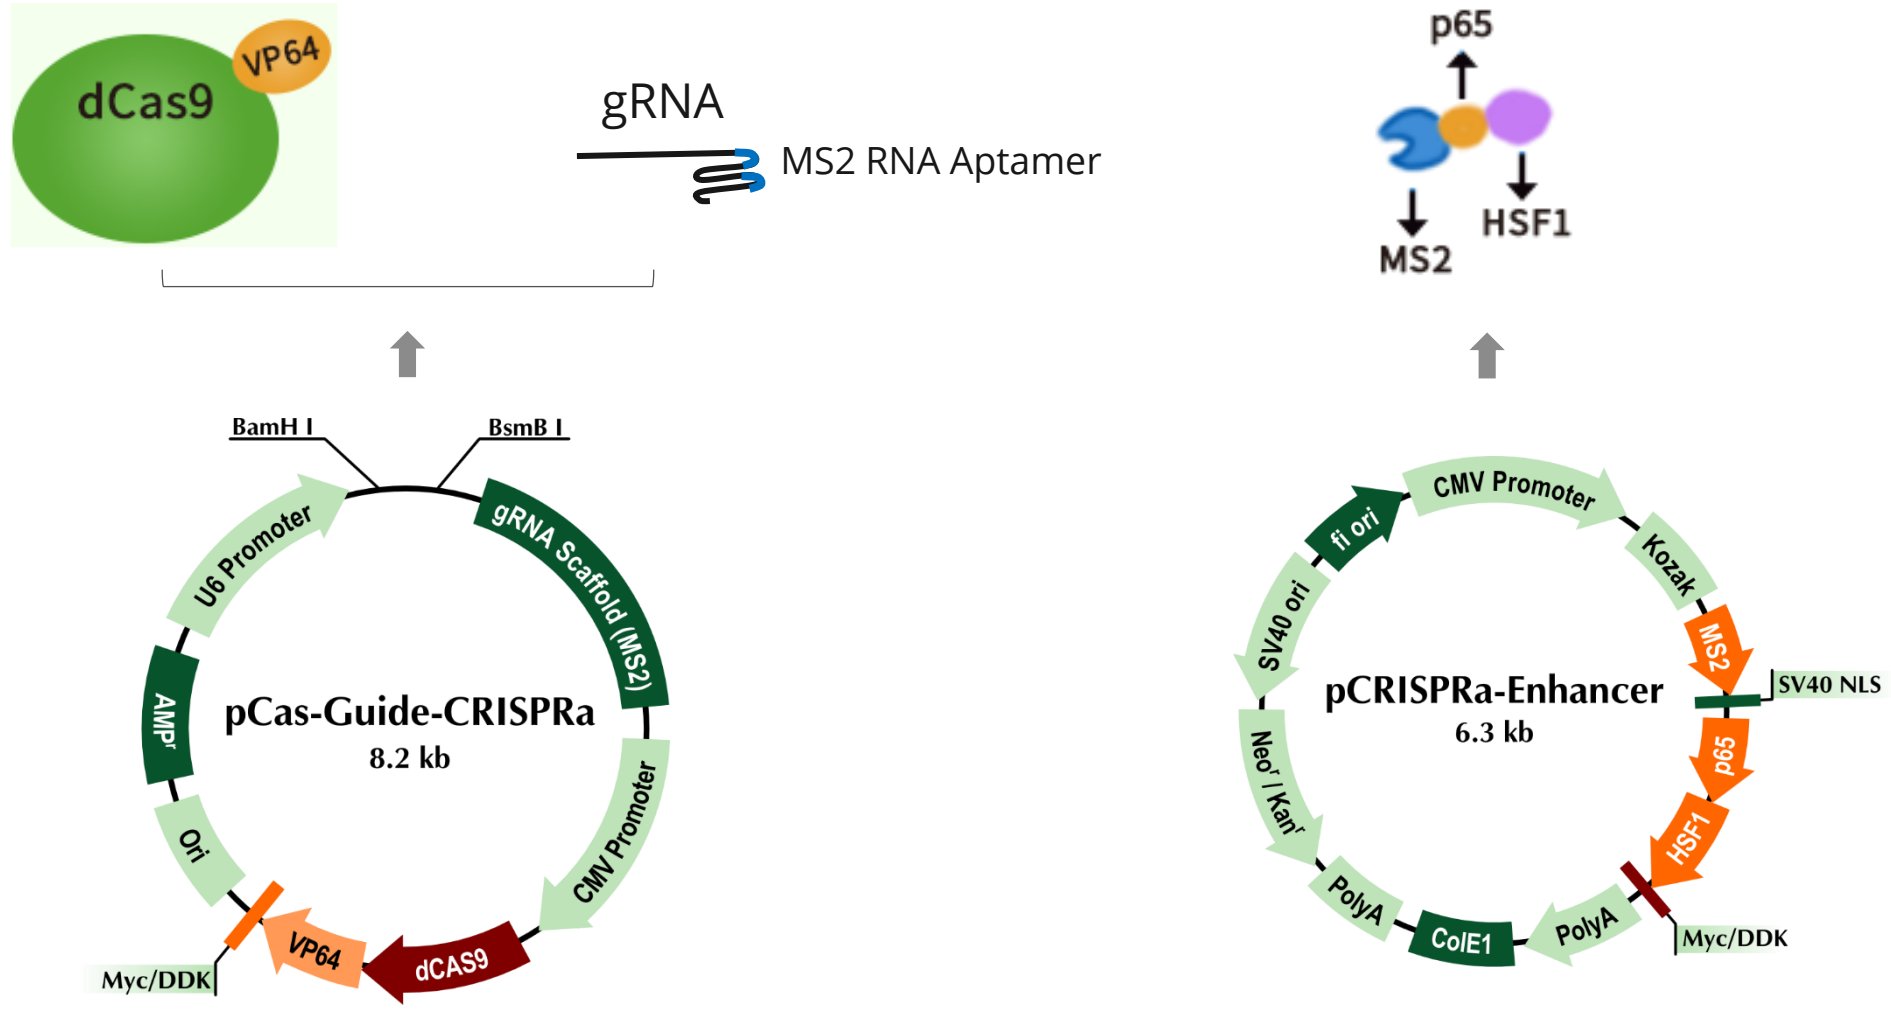 dCas9
VP64
gRNA
MS2 RNA Aptamer
p65
HSF1
MS2
BamH I
BsmB I
U6 Promoter
gRNA Scaffold (MS2)
AMPr
pCas-Guide-CRISPRa
8.2 kb
CMV Promoter
Ori
VP64
dCAS9
Myc/DDK
fi ori
CMV Promoter
Kozak
SV40 ori
MS2
SV40 NLS
pCRISPRa-Enhancer
6.3 kb
Neor / Kanr
p65
HSF1
PolyA
ColE1
PolyA
Myc/DDK